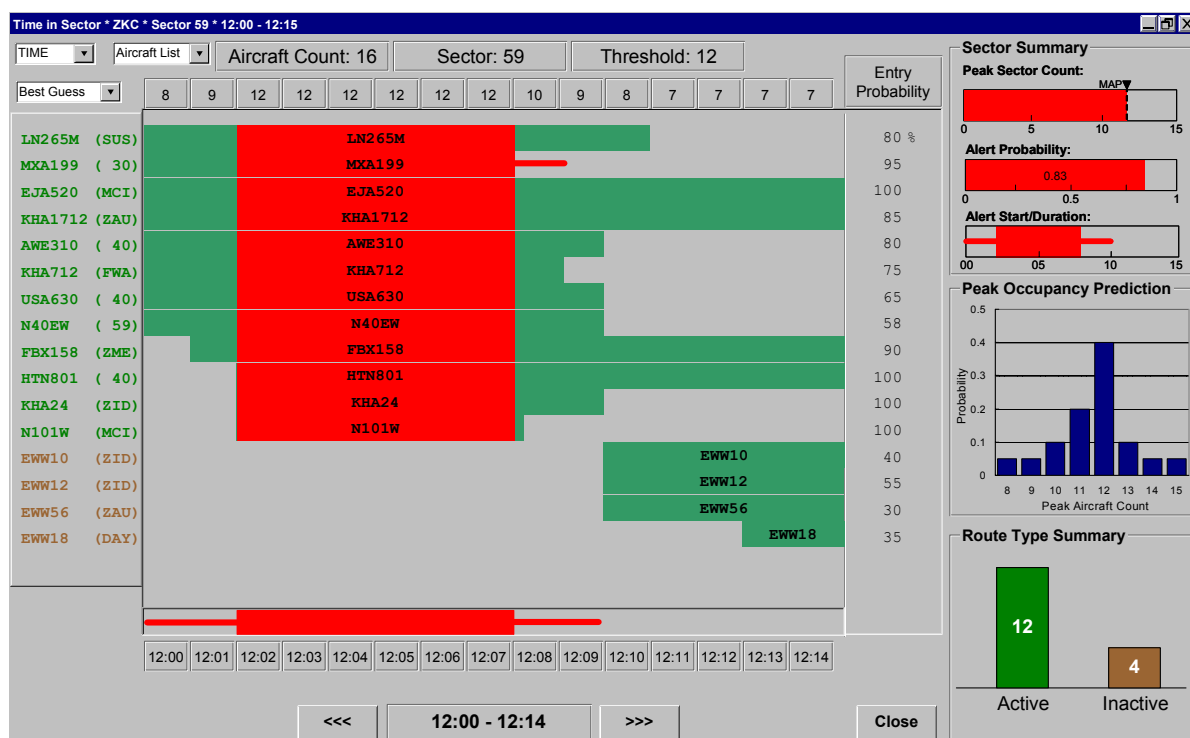 Time in Sector * ZKC * Sector 59 * 12:00 - 12:15
TIME Aircraft List Aircraft Count: 16 Sector: 59 Threshold: 12
Best Guess 8 9 12 12 12 12 12 12 10 9 8 7 7 7 7 Entry Probability
LN265M (SUS) LN265M 80 %
MXA199 ( 30) MXA199 95
EJA520 (MCI) EJA520 100
KHA1712 (ZAU) KHA1712 85
AWE310 ( 40) AWE310 80
KHA712 (FWA) KHA712 75
USA630 ( 40) USA630 65
N40EW ( 59) N40EW 58
FBX158 (ZME) FBX158 90
HTN801 ( 40) HTN801 100
KHA24 (ZID) KHA24 100
N101W (MCI) N101W 100
EWW10 (ZID) EWW10 40
EWW12 (ZID) EWW12 55
EWW56 (ZAU) EWW56 30
EWW18 (DAY) EWW18 35
12:00 12:01 12:02 12:03 12:04 12:05 12:06 12:07 12:08 12:09 12:10 12:11 12:12 12:13 12:14
<<< 12:00 - 12:14 >>> Close
Sector Summary
Peak Sector Count:
MAP
0 5 10 15
Alert Probability:
0.83
0 0.5 1
Alert Start/Duration:
00 05 10 15
Peak Occupancy Prediction
Probability
0.5
0.4
0.3
0.2
0.1
0
8 9 10 11 12 13 14 15
Peak Aircraft Count
Route Type Summary
12
4
Active Inactive